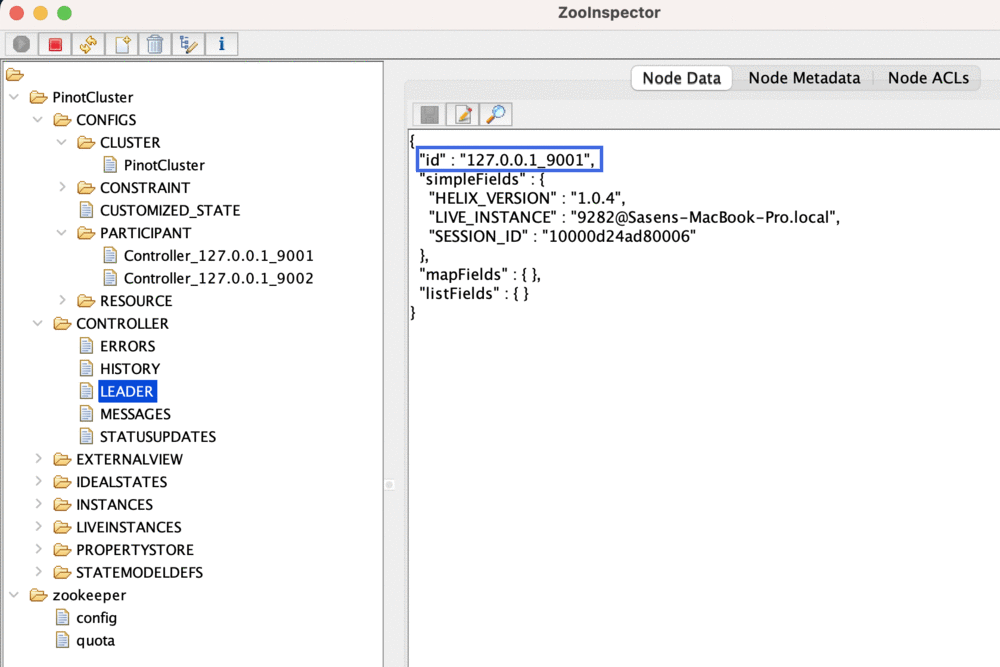 ZooInspector
PinotCluster
CONFIGS
CLUSTER
PinotCluster
CONSTRAINT
CUSTOMIZED_STATE
PARTICIPANT
Controller_127.0.0.1_9001
Controller_127.0.0.1_9002
RESOURCE
CONTROLLER
ERRORS
HISTORY
LEADER
MESSAGES
STATUSUPDATES
EXTERNALVIEW
IDEALSTATES
INSTANCES
LIVEINSTANCES
PROPERTYSTORE
STATEMODELDEFS
zookeeper
config
quota
Node Data Node Metadata Node ACLs
{
"id" : "127.0.0.1_9001",
"simpleFields" : {
"HELIX_VERSION" : "1.0.4",
"LIVE_INSTANCE" : "9282@Sasens-MacBook-Pro.local",
"SESSION_ID" : "10000d24ad80006"
},
"mapFields" : { },
"listFields" : { }
}